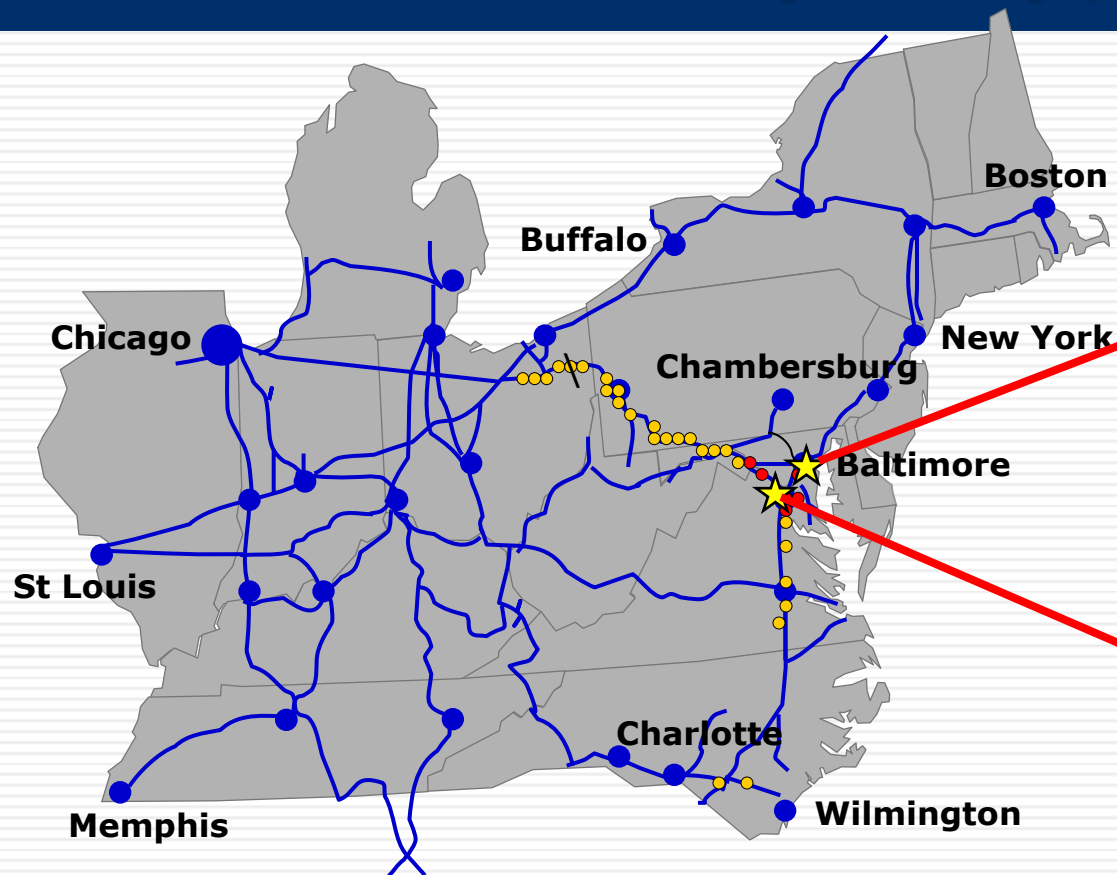 Boston
Buffalo
Chicago
New York
Chambersburg
Baltimore
St Louis
Charlotte
Wilmington
Memphis